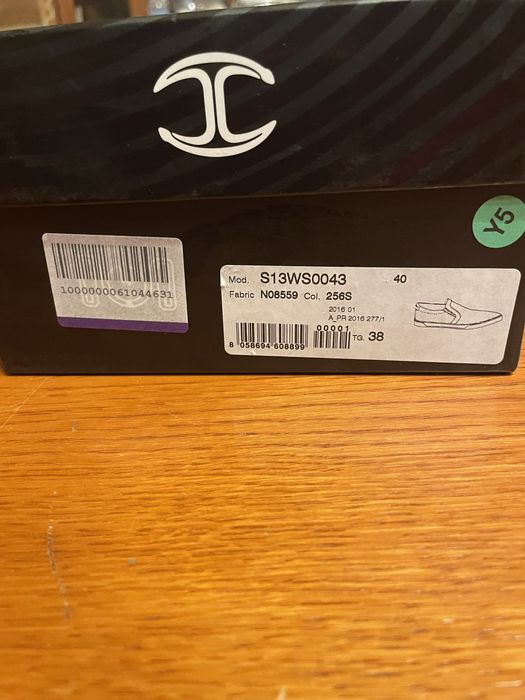 Y5
1000000061044631
Mod. S13WS0043 40
Fabric N08559 Col. 256S
2016 01
A_PR 2016 277/1
00001
8 058694 608899 TG. 38